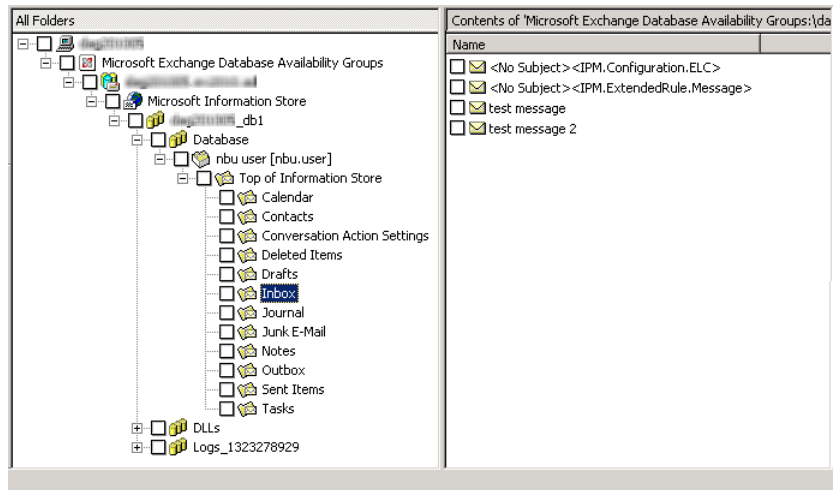 All Folders
Microsoft Exchange Database Availability Groups
Microsoft Information Store
_db1
Database
nbu user [nbu.user]
Top of Information Store
Calendar
Contacts
Conversation Action Settings
Deleted Items
Drafts
Inbox
Journal
Junk E-Mail
Notes
Outbox
Sent Items
Tasks
DLLs
Logs_1323278929
Contents of 'Microsoft Exchange Database Availability Groups:\da
Name
<No Subject><IPM.Configuration.ELC>
<No Subject><IPM.ExtendedRule.Message>
test message
test message 2